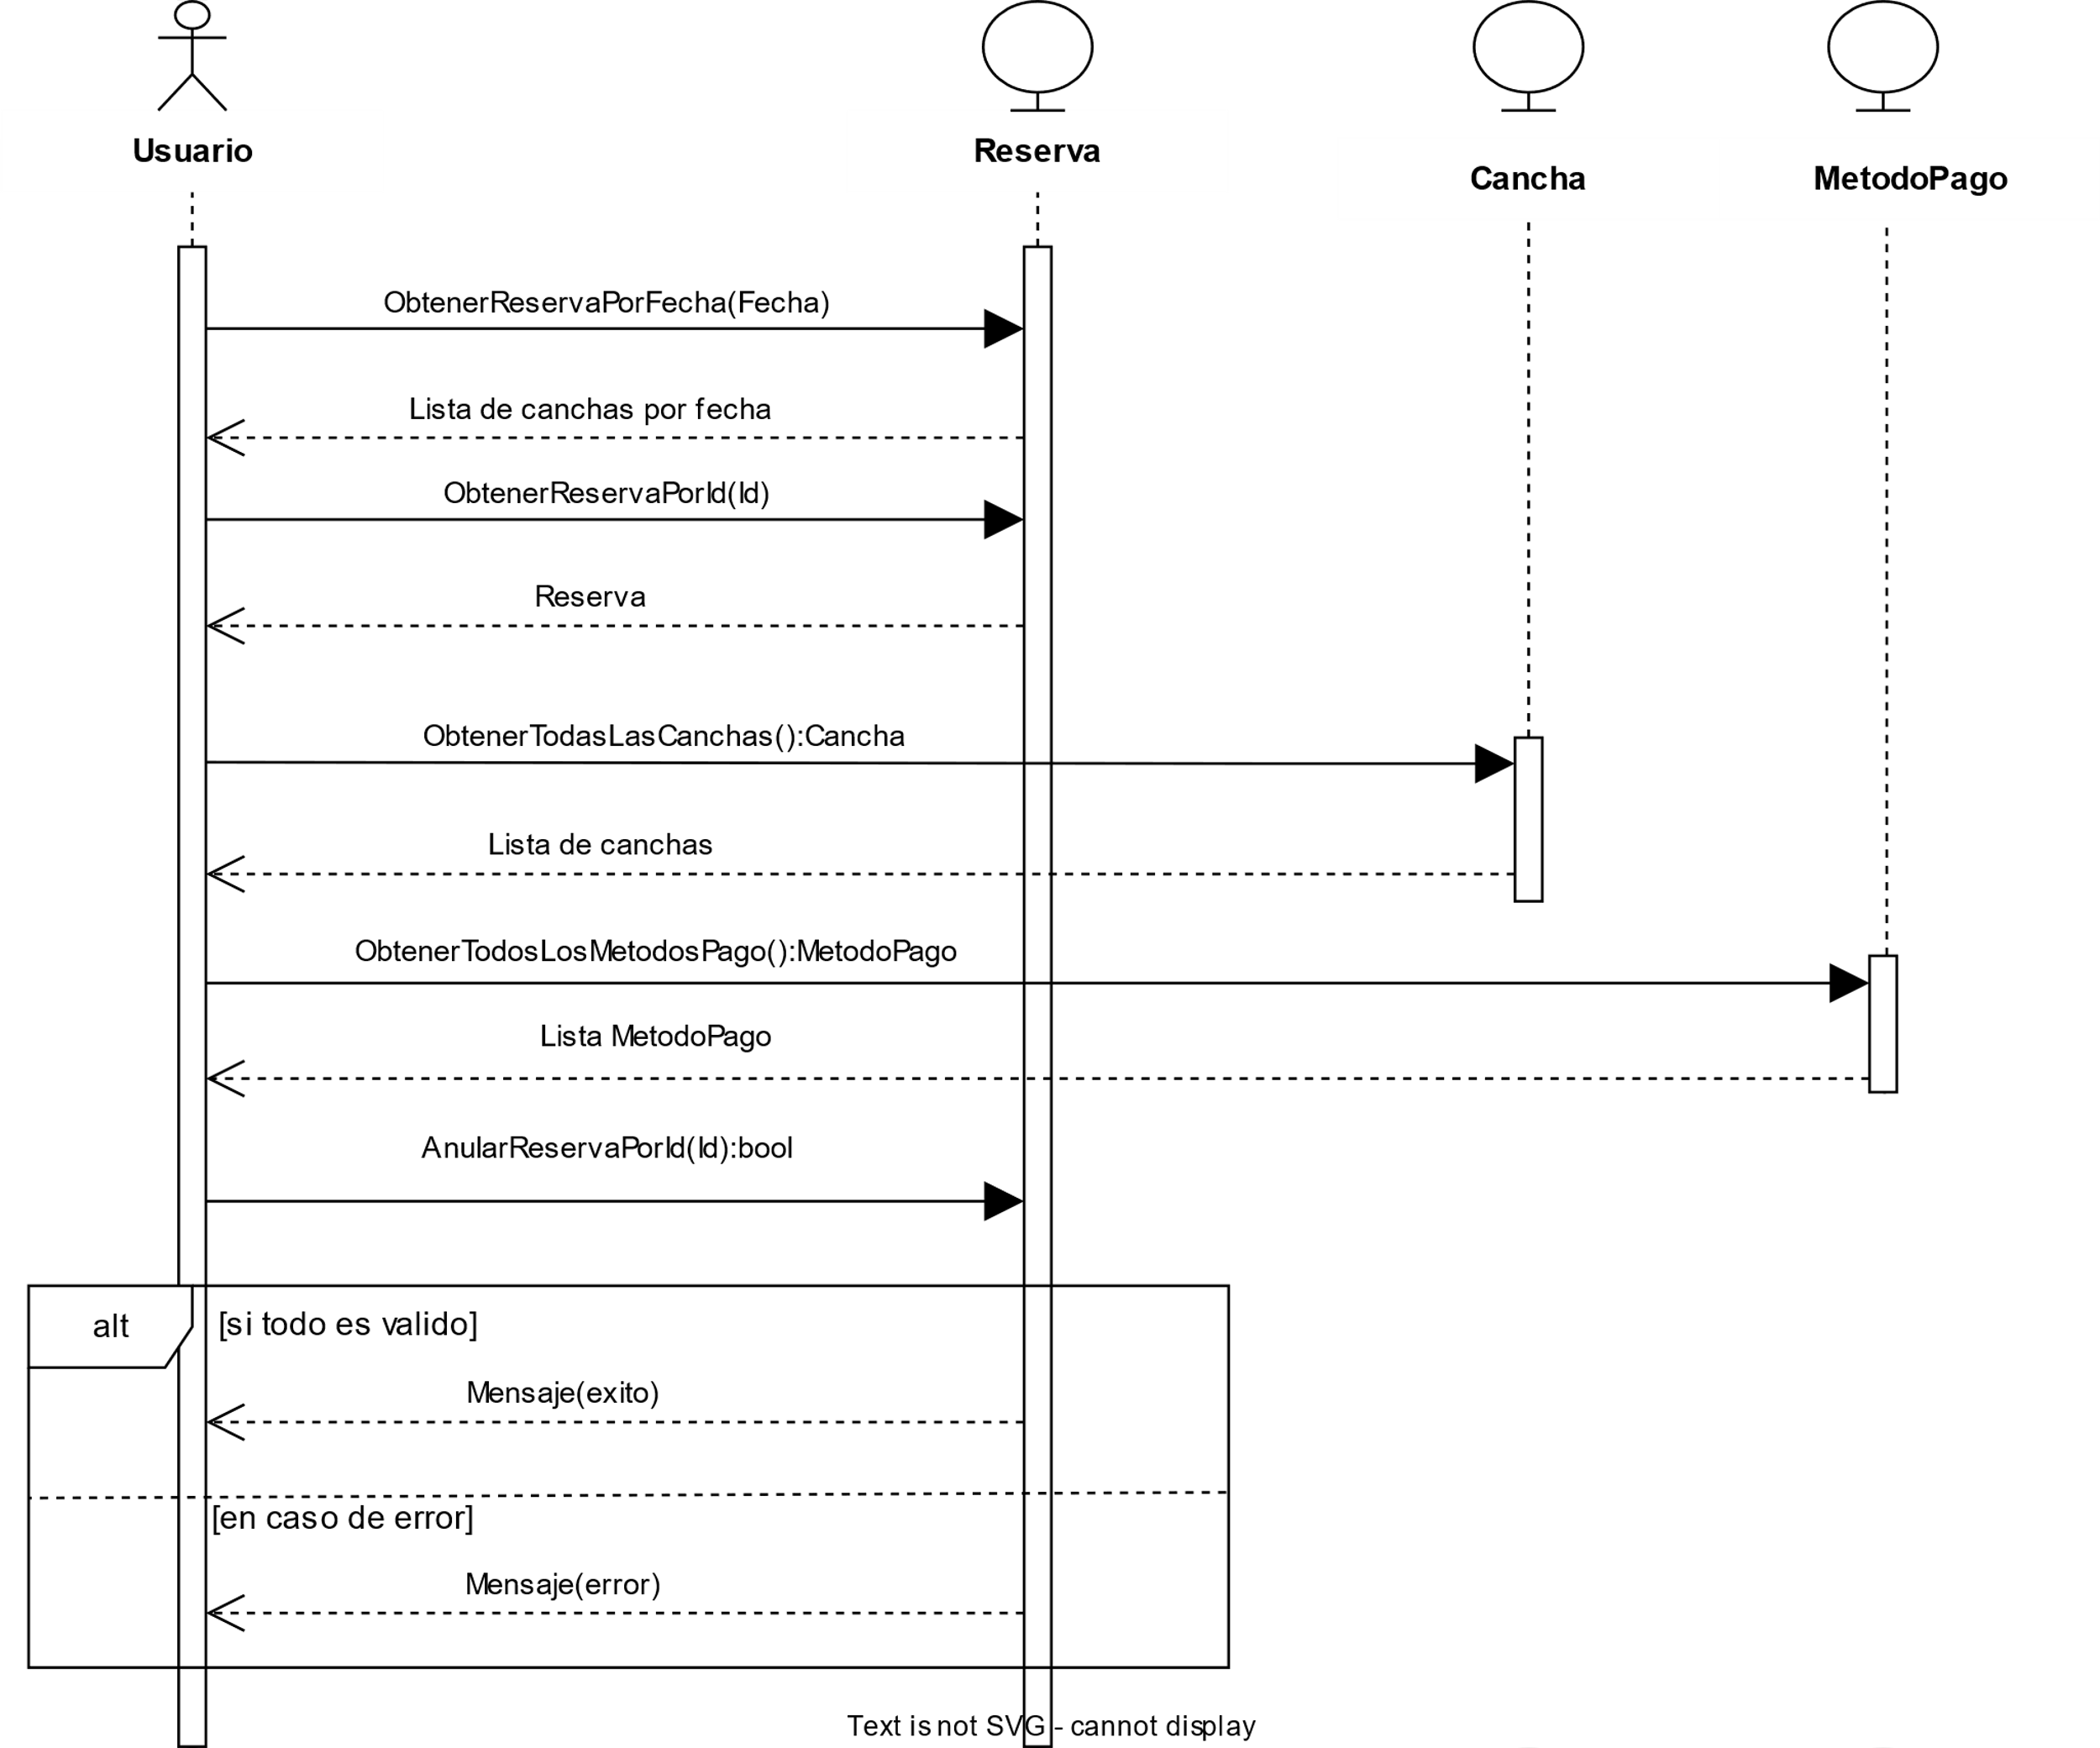 Usuario
Reserva
Cancha
MetodoPago
ObtenerReservaPorFecha(Fecha)
Lista de canchas por fecha
ObtenerReservaPorId(Id)
Reserva
ObtenerTodasLasCanchas():Cancha
Lista de canchas
ObtenerTodosLosMetodosPago():MetodoPago
Lista MetodoPago
AnularReservaPorId(Id):bool
alt
[si todo es valido]
Mensaje(exito)
[en caso de error]
Mensaje(error)
Text is not SVG - cannot display